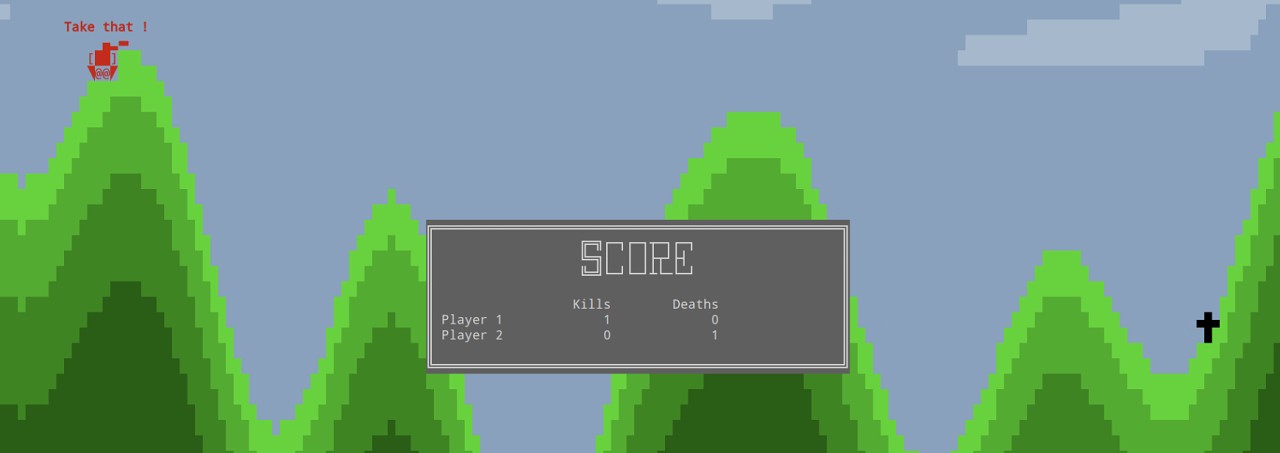 Take that !
[ ]
@@
SCORE
Kills Deaths
Player 1 1 0
Player 2 0 1